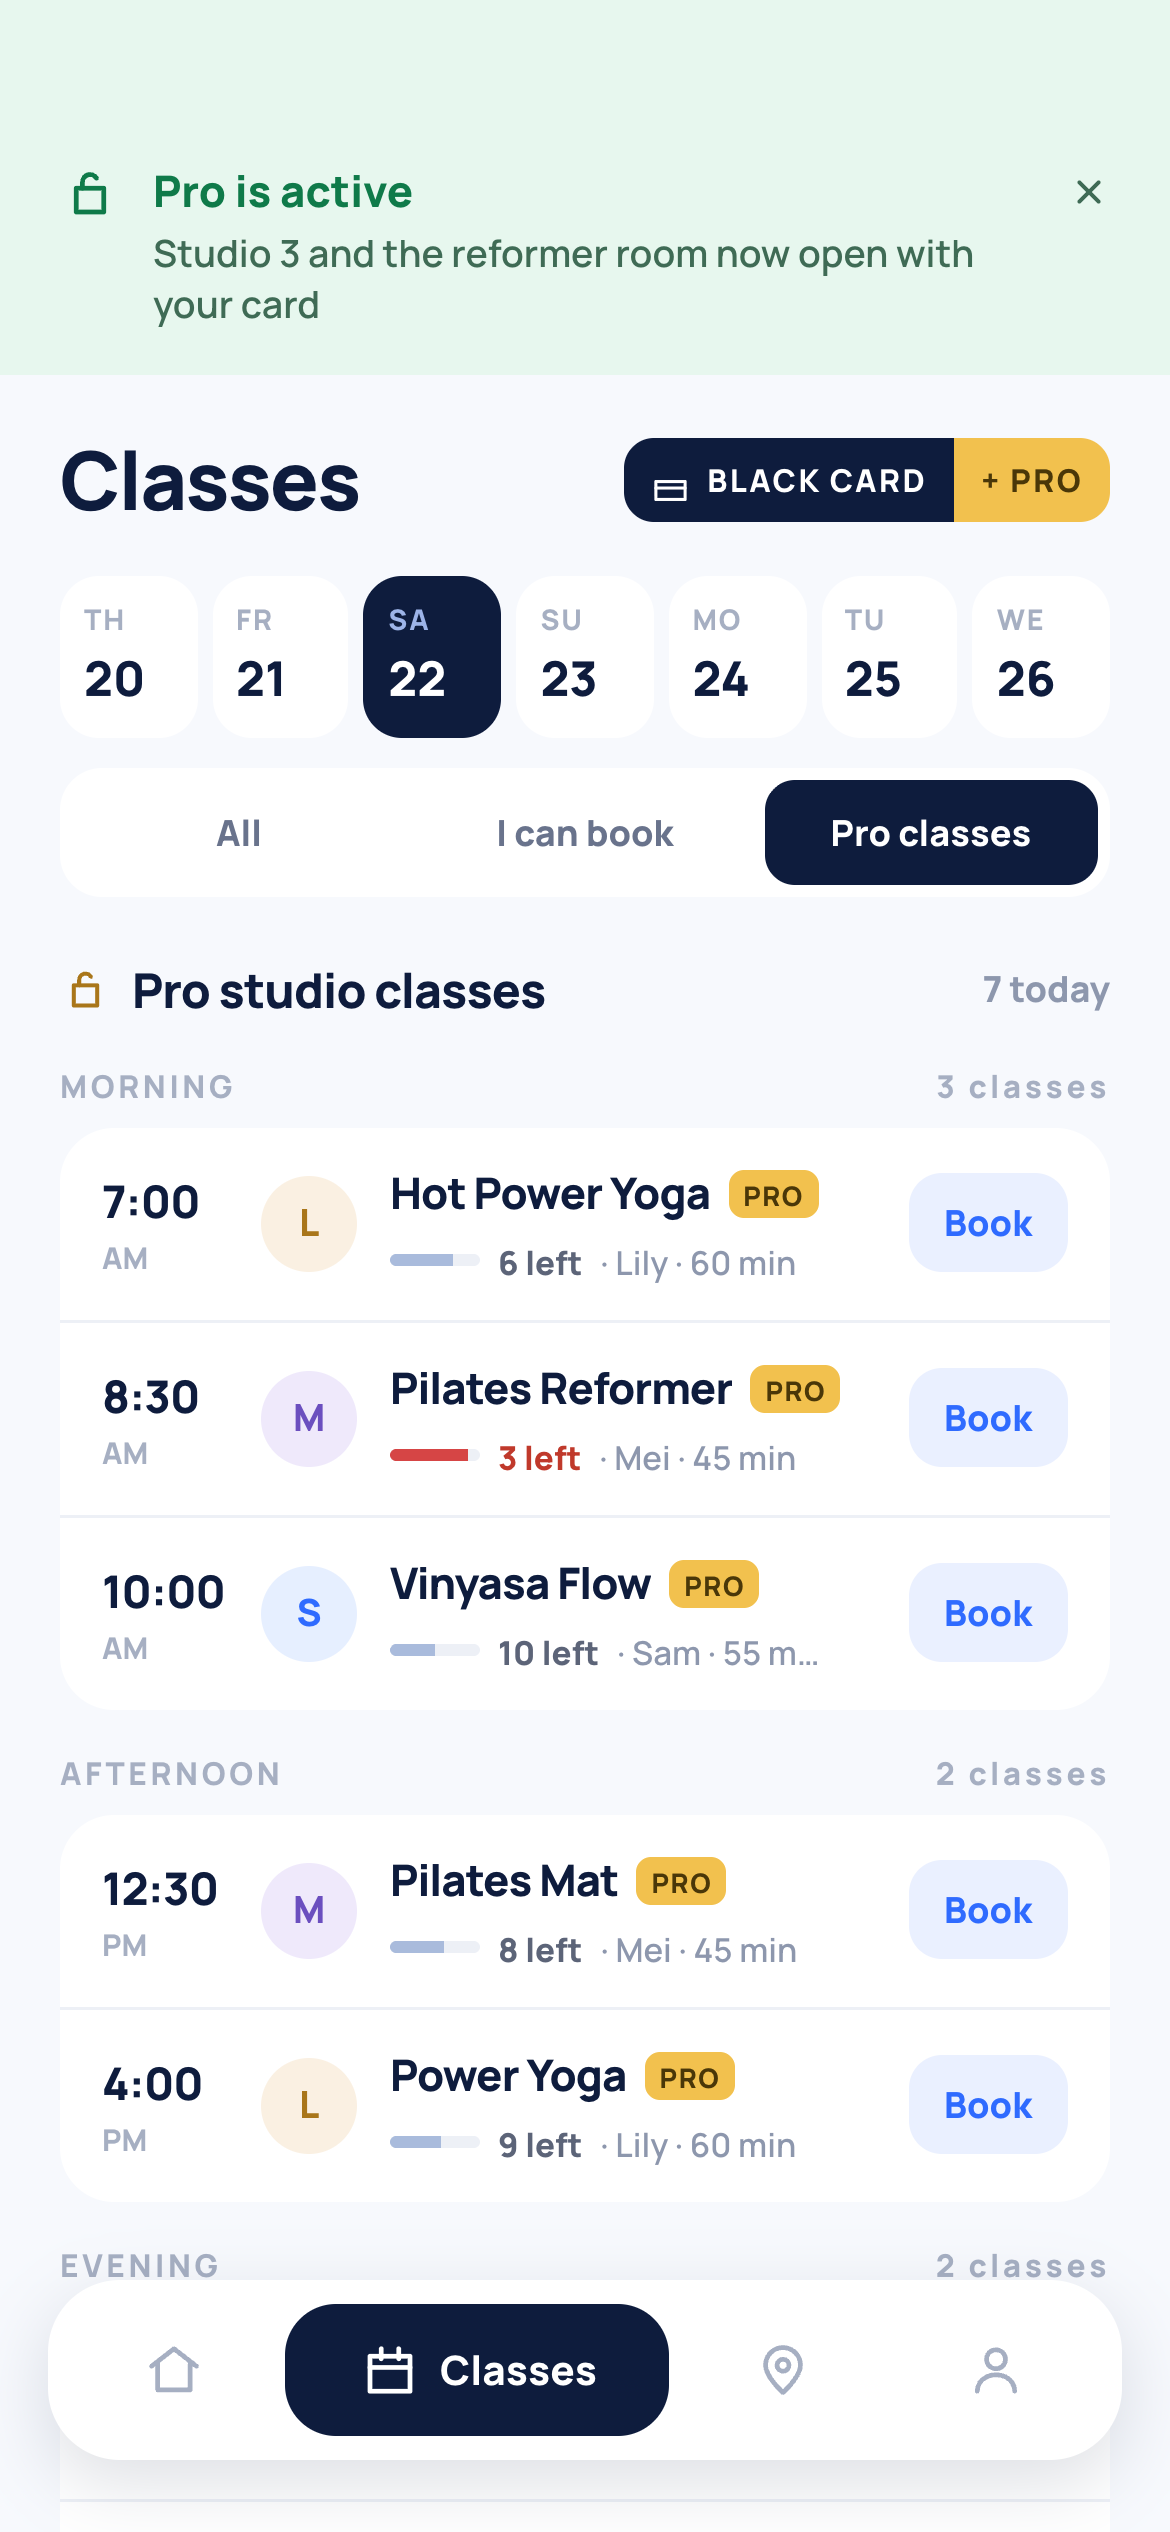 Pro is active
Studio 3 and the reformer room now open with
your card
Classes
BLACK CARD
+ PRO
TH
20
FR
21
SA
22
SU
23
MO
24
TU
25
WE
26
All
I can book
Pro classes
Pro studio classes
7 today
MORNING
3 classes
7:00
AM
L
Hot Power Yoga PRO
6 left · Lily · 60 min
Book
8:30
AM
M
Pilates Reformer PRO
3 left · Mei · 45 min
Book
10:00
AM
S
Vinyasa Flow PRO
10 left · Sam · 55 m...
Book
AFTERNOON
2 classes
12:30
PM
M
Pilates Mat PRO
8 left · Mei · 45 min
Book
4:00
PM
L
Power Yoga PRO
9 left · Lily · 60 min
Book
EVENING
2 classes
Classes